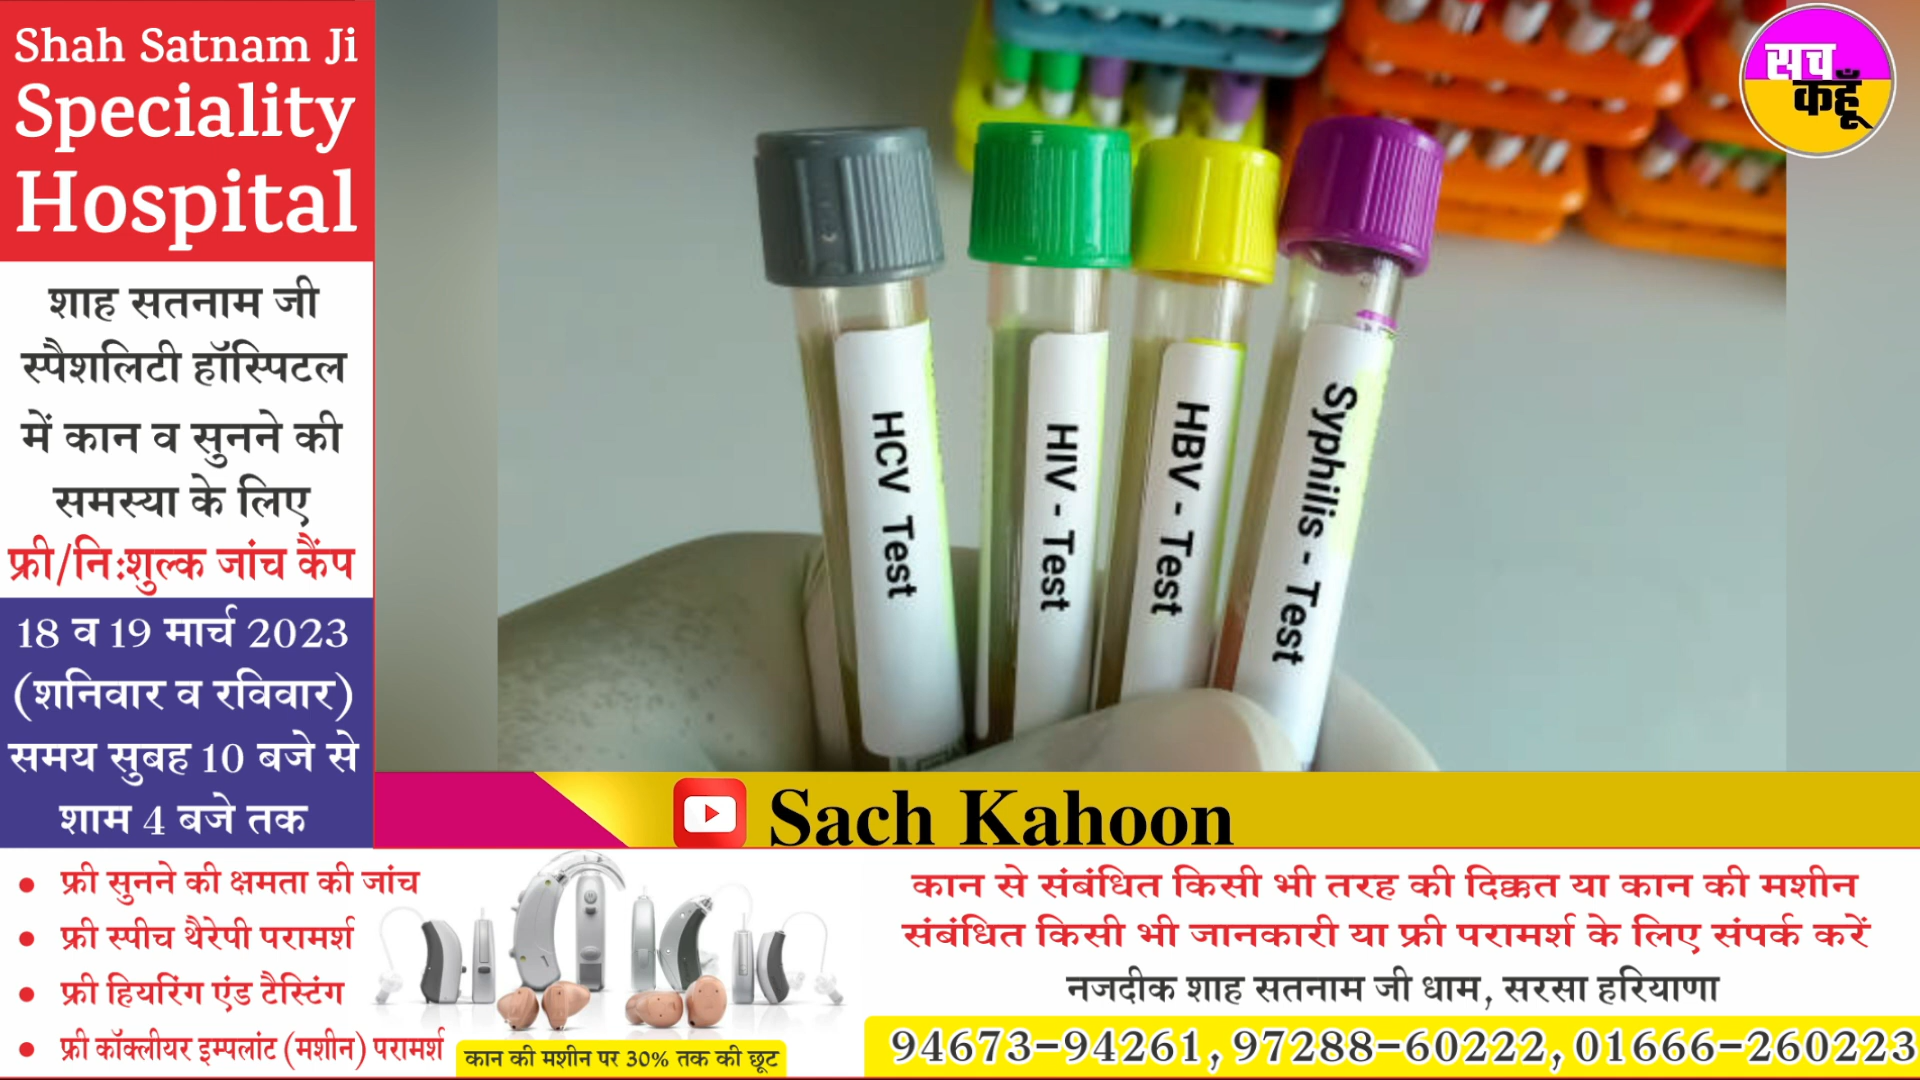 Shah Satnam Ji
Speciality
Hospital
शाह सतनाम जी
स्पैशलिटी हॉस्पिटल
में कान व सुनने की
समस्या के लिए
फ्री/निःशुल्क जांच कैंप
18 व 19 मार्च 2023
(शनिवार व रविवार)
समय सुबह 10 बजे से
शाम 4 बजे तक
सच
कहूँ
HCV Test
HIV - Test
HBV - Test
Syphilis - Test
Sach Kahoon
• फ्री सुनने की क्षमता की जांच
• फ्री स्पीच थैरेपी परामर्श
• फ्री हियरिंग एंड टैस्टिंग
• फ्री कॉक्लीयर इम्पलांट (मशीन) परामर्श
कान की मशीन पर 30% तक की छूट
कान से संबंधित किसी भी तरह की दिक्कत या कान की मशीन
संबंधित किसी भी जानकारी या फ्री परामर्श के लिए संपर्क करें
नजदीक शाह सतनाम जी धाम, सरसा हरियाणा
94673-94261, 97288-60222, 01666-260223